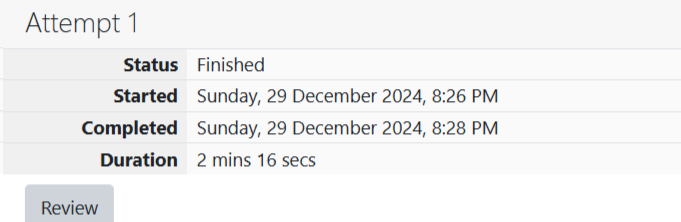 Attempt 1
Status Finished
Started Sunday, 29 December 2024, 8:26 PM
Completed Sunday, 29 December 2024, 8:28 PM
Duration 2 mins 16 secs
Review